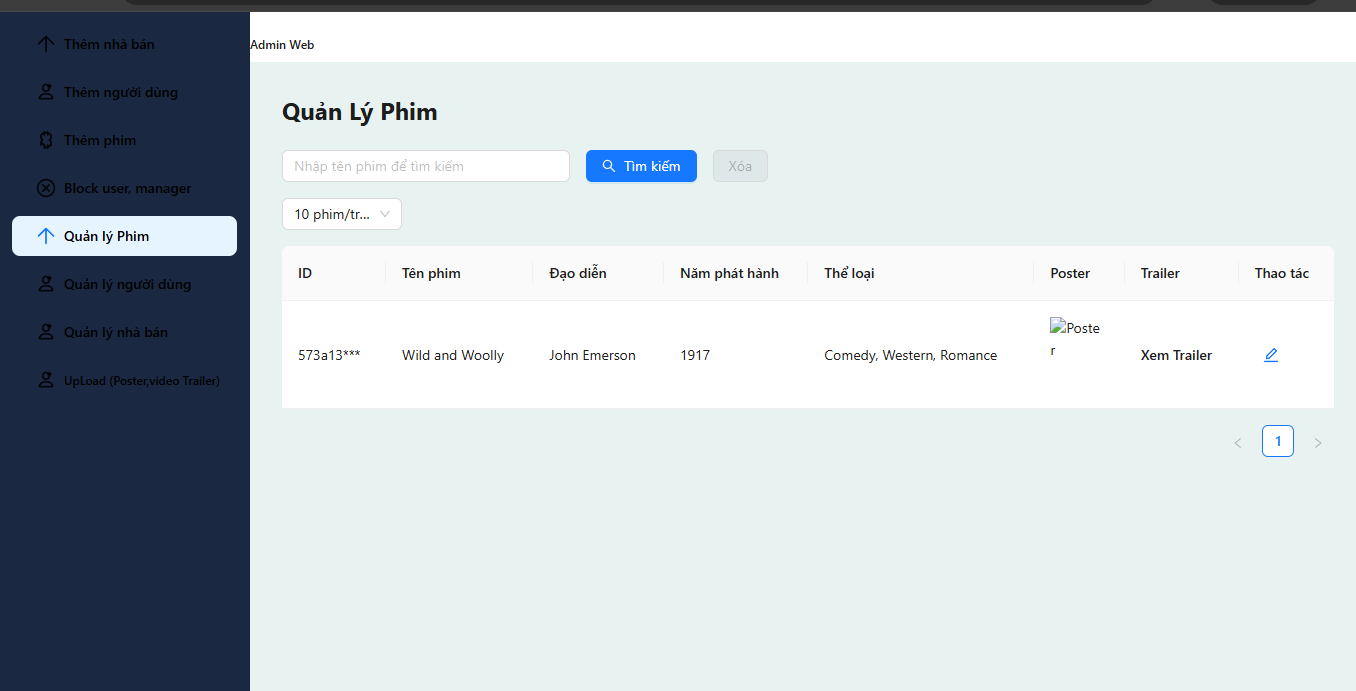 Thêm nhà bán
Thêm người dùng
Thêm phim
Block user, manager
Quản lý Phim
Quản lý người dùng
Quản lý nhà bán
UpLoad (Poster,video Trailer)
Admin Web
Quản Lý Phim
Nhập tên phim để tìm kiếm
Tìm kiếm
Xóa
10 phim/tr...
ID Tên phim Đạo diễn Năm phát hành Thể loại Poster Trailer Thao tác
573a13*** Wild and Woolly John Emerson 1917 Comedy, Western, Romance Poste
r Xem Trailer
1